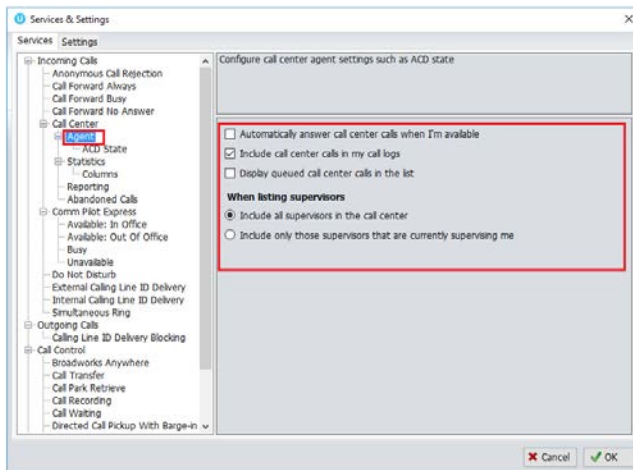 Services & Settings
Services Settings
Incoming Calls
Anonymous Call Rejection
Call Forward Always
Call Forward Busy
Call Forward No Answer
Call Center
Agent
ACD State
Statistics
Columns
Reporting
Abandoned Calls
Comm Pilot Express
Available: In Office
Available: Out Of Office
Busy
Unavailable
Do Not Disturb
External Calling Line ID Delivery
Internal Calling Line ID Delivery
Simultaneous Ring
Outgoing Calls
Calling Line ID Delivery Blocking
Call Control
Broadworks Anywhere
Call Transfer
Call Park Retrieve
Call Recording
Call Waiting
Directed Call Pickup With Barge-in
Configure call center agent settings such as ACD state
Automatically answer call center calls when I'm available
Include call center calls in my call logs
Display queued call center calls in the list
When listing supervisors
Include all supervisors in the call center
Include only those supervisors that are currently supervising me
Cancel OK